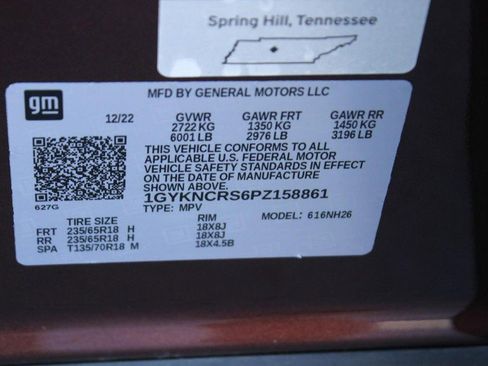 Spring Hill, Tennessee
gm
MFD BY GENERAL MOTORS LLC
12/22 GVWR GAWR FRT GAWR RR
2722 KG 1350 KG 1450 KG
6001 LB 2976 LB 3196 LB
THIS VEHICLE CONFORMS TO ALL
APPLICABLE U.S. FEDERAL MOTOR
VEHICLE SAFETY STANDARDS IN EFFECT
ON THE DATE OF MANUFACTURE
SHOWN ABOVE.
1GYKNCRS6PZ158861
627G
TYPE: MPV MODEL: 616NH26
TIRE SIZE RIM
FRT 235/65R18 H 18X8J
RR 235/65R18 H 18X8J
SPA T135/70R18 M 18X4.5B